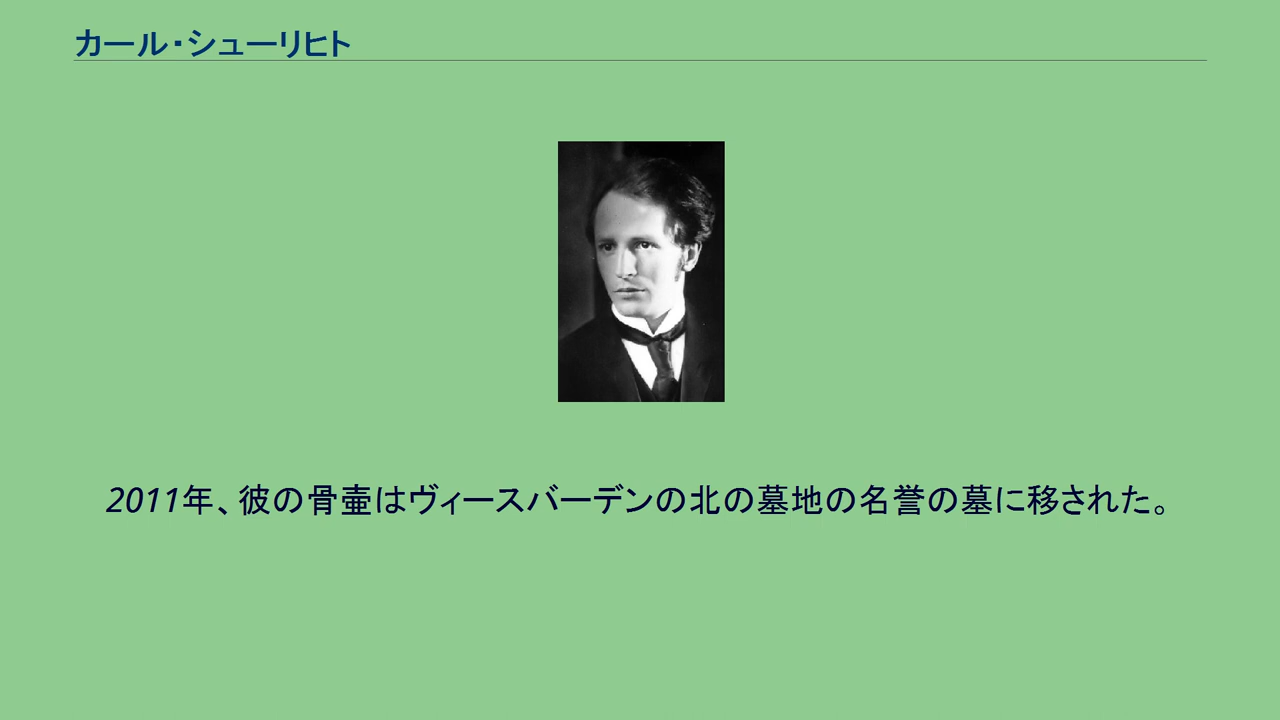 カール・シューリヒト
2011年、彼の骨壷はヴィースバーデンの北の墓地の名誉の墓に移された。